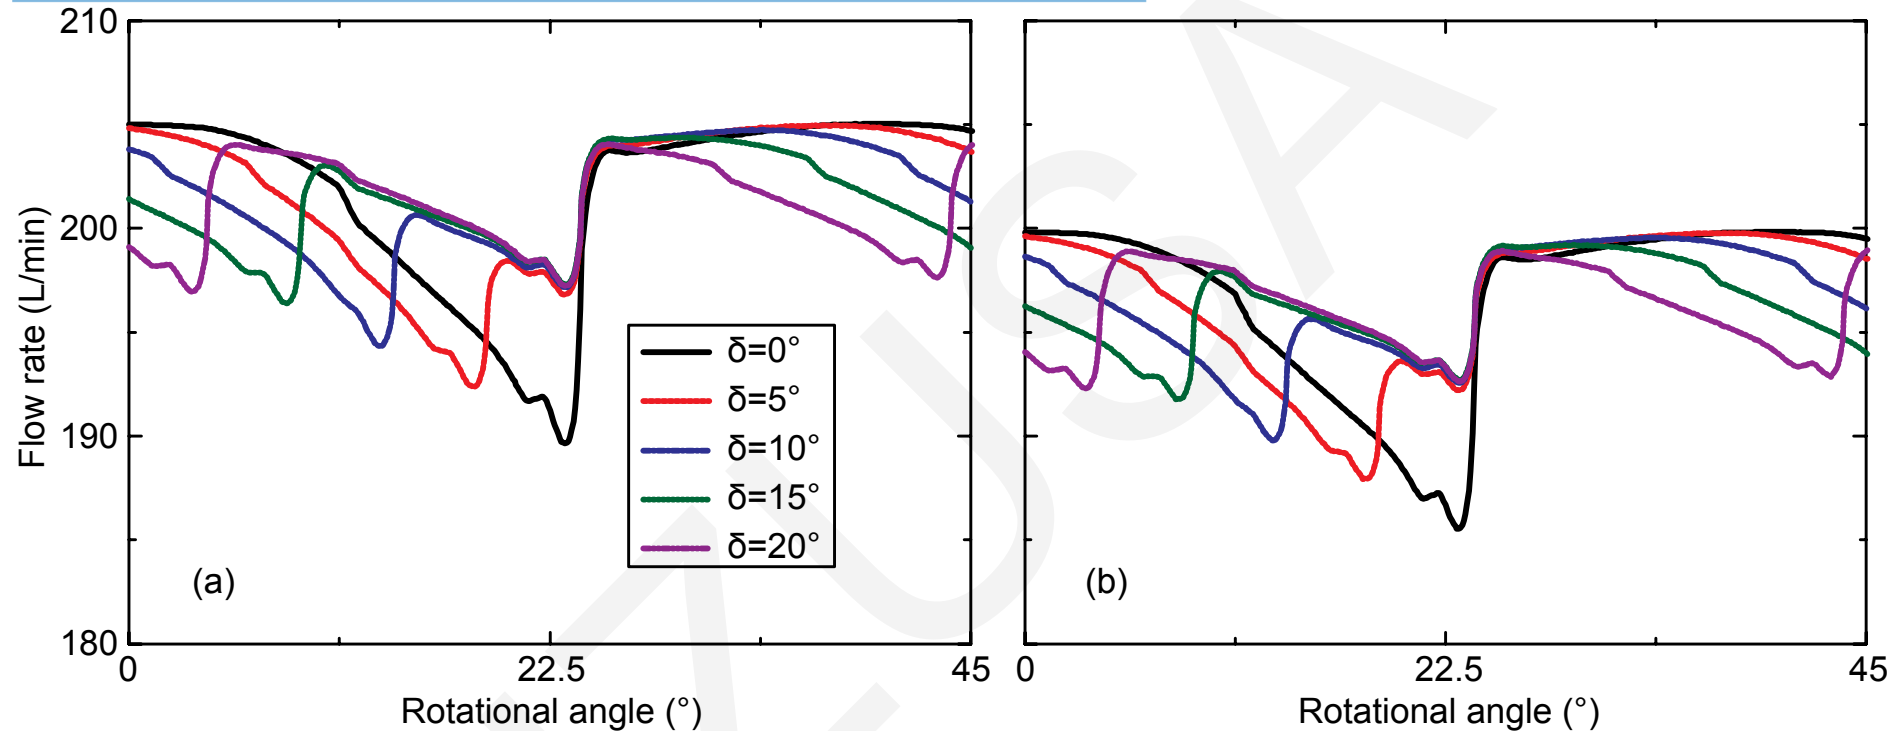 210
200
190
180
Flow rate (L/min)
δ=0°
δ=5°
δ=10°
δ=15°
δ=20°
(a)
(b)
0
22.5
45
0
22.5
45
Rotational angle (°)
Rotational angle (°)
ZUSA